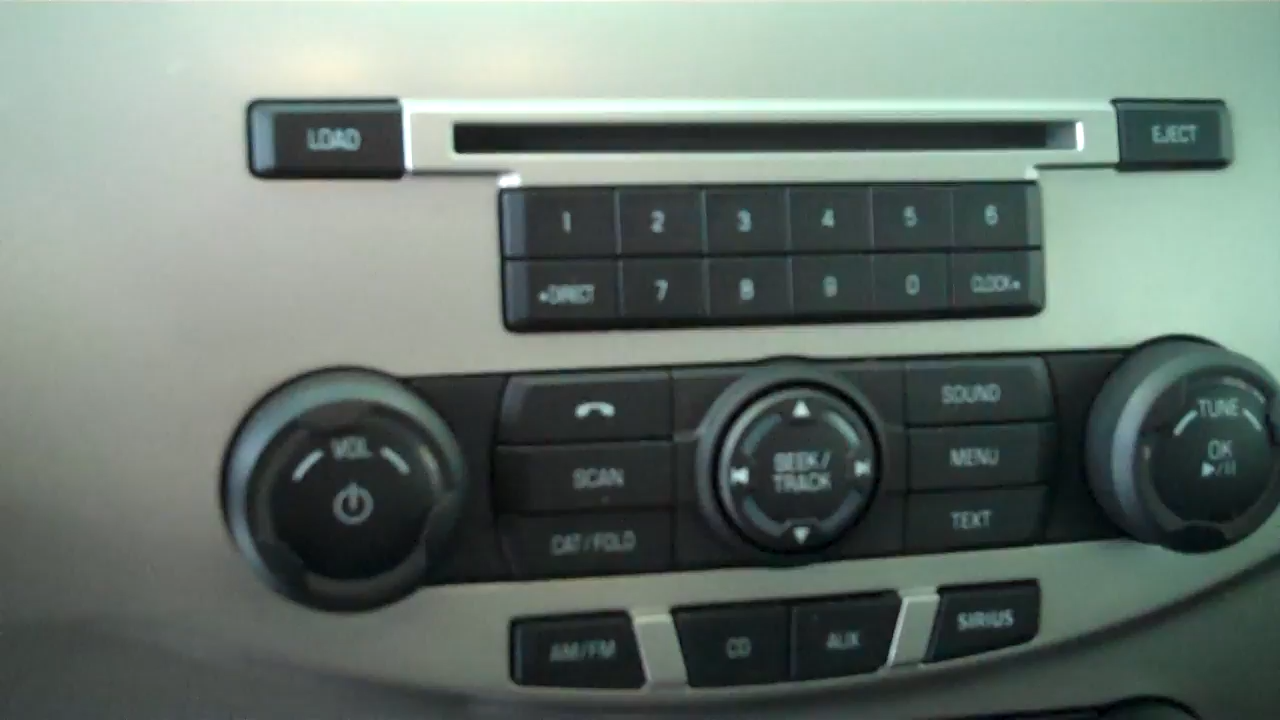 LOAD EJECT
1 2 3 4 5 6
•DIRECT 7 8 9 0 CLOCK•
VOL
SCAN
CAT/FOLD
SEEK/
TRACK
SOUND
MENU
TEXT
TUNE
OK
AM/FM CD AUX SIRIUS